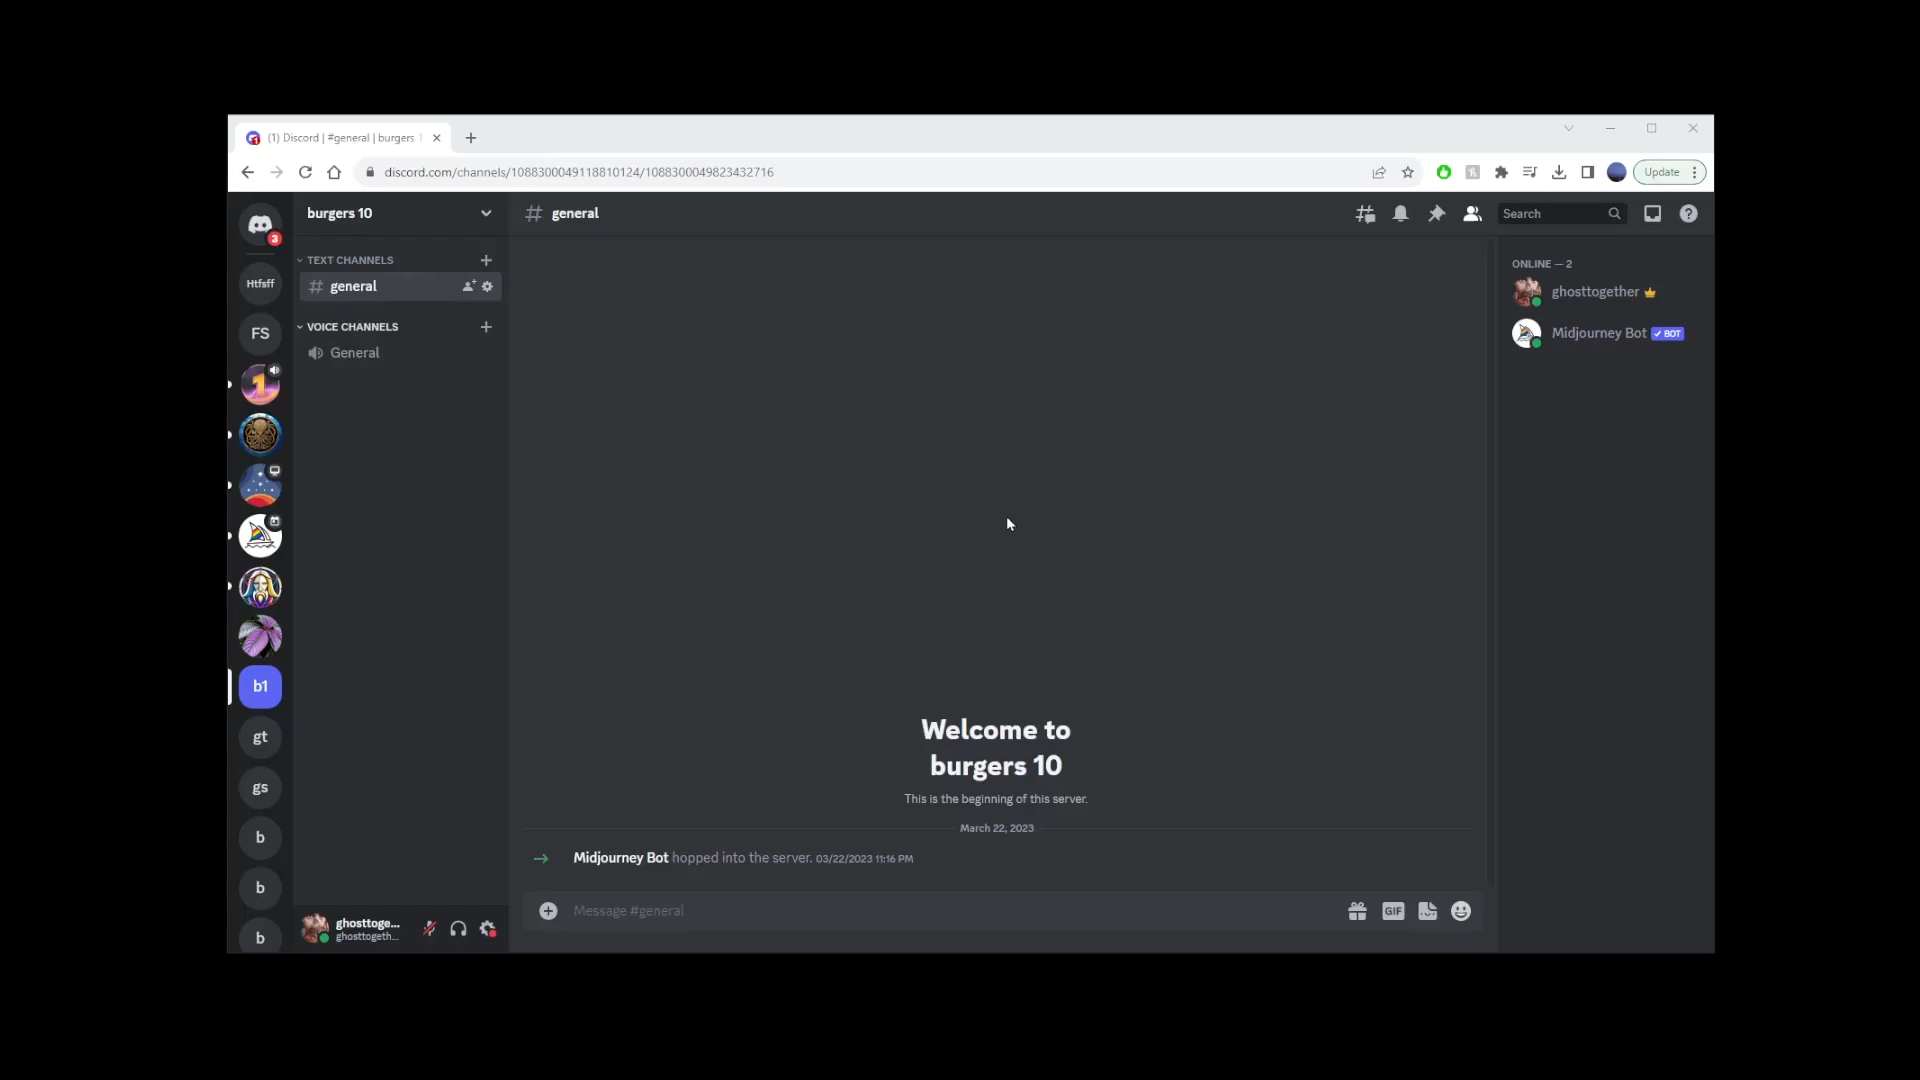 (1) Discord | #general | burgers 1
discord.com/channels/1088300049118810124/1088300049823432716
Update
3
burgers 10
general
Search
TEXT CHANNELS
general
VOICE CHANNELS
General
ONLINE — 2
ghosttogether
Midjourney Bot BOT
Htfsff
FS
1
b1
gt
gs
b
b
b
Welcome to
burgers 10
This is the beginning of this server.
March 22, 2023
Midjourney Bot hopped into the server. 03/22/2023 11:16 PM
Message #general
GIF
ghosttoge...
ghosttogeth...